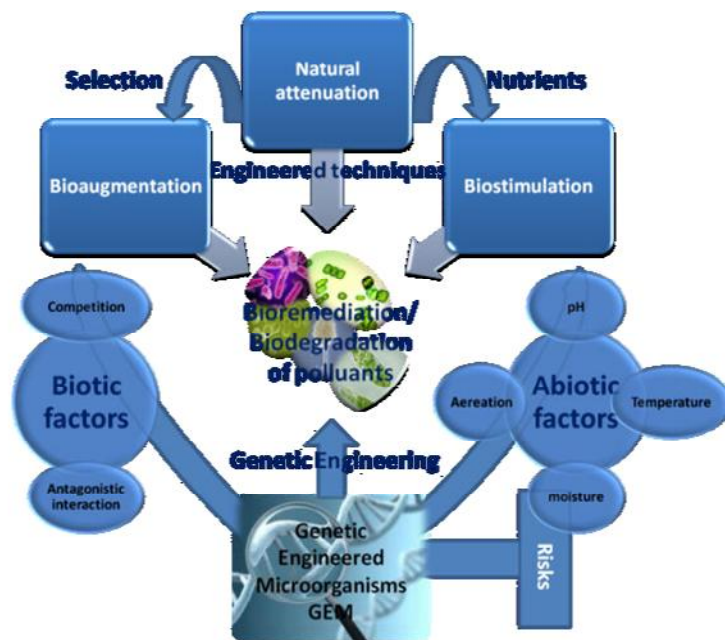 Natural
attenuation
Selection
Nutrients
Bioaugmentation
Engineered techniques
Biostimulation
Competition
pH
Bioremediation/
Biodegradation
of polluants
Biotic
factors
Abiotic
factors
Aereation
Temperature
Antagonistic
interaction
Genetic Engineering
moisture
Genetic
Engineered
Microorganisms
GEM
Risks